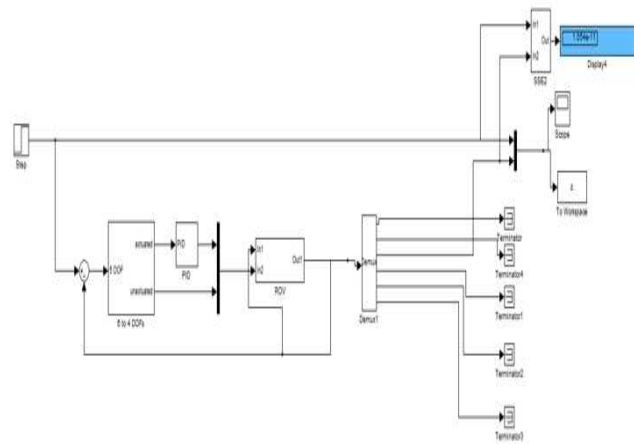 In1
Out
In2
SSE2
Display4
Scope
Step
To Workspace
actuated
PID
PID
6 DOF
unactuated
6 to 4 DOFs
In1
In2
Out1
ROV
Demux
Demux1
Terminator
Terminator4
Terminator1
Terminator2
Terminator3